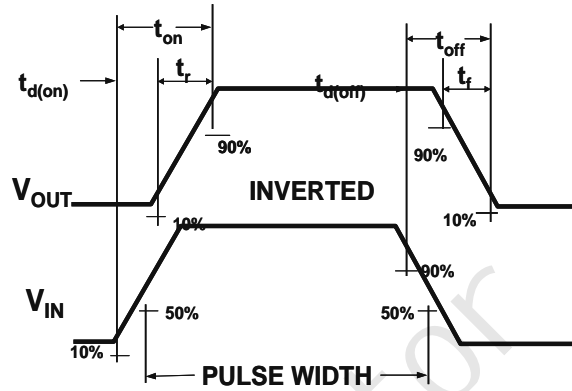 ton toff
td(on) tr td(off) tf
90% 90%
VOUT INVERTED
10% 10%
90%
VIN 50% 50%
10%
PULSE WIDTH
For